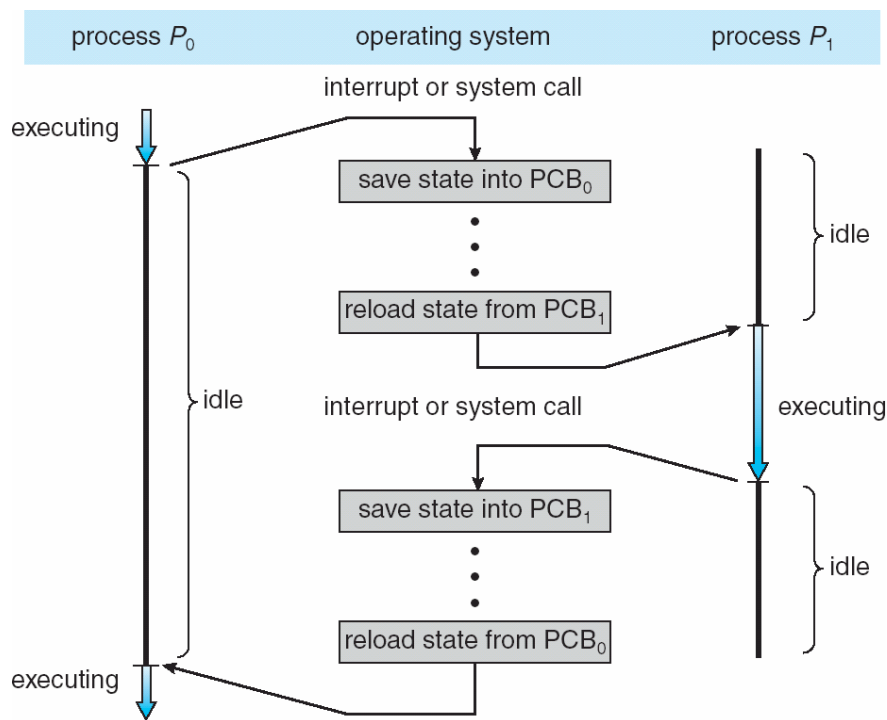 process P₀ operating system process P₁
interrupt or system call
executing
save state into PCB₀
idle
reload state from PCB₁
idle
interrupt or system call
executing
save state into PCB₁
idle
reload state from PCB₀
executing